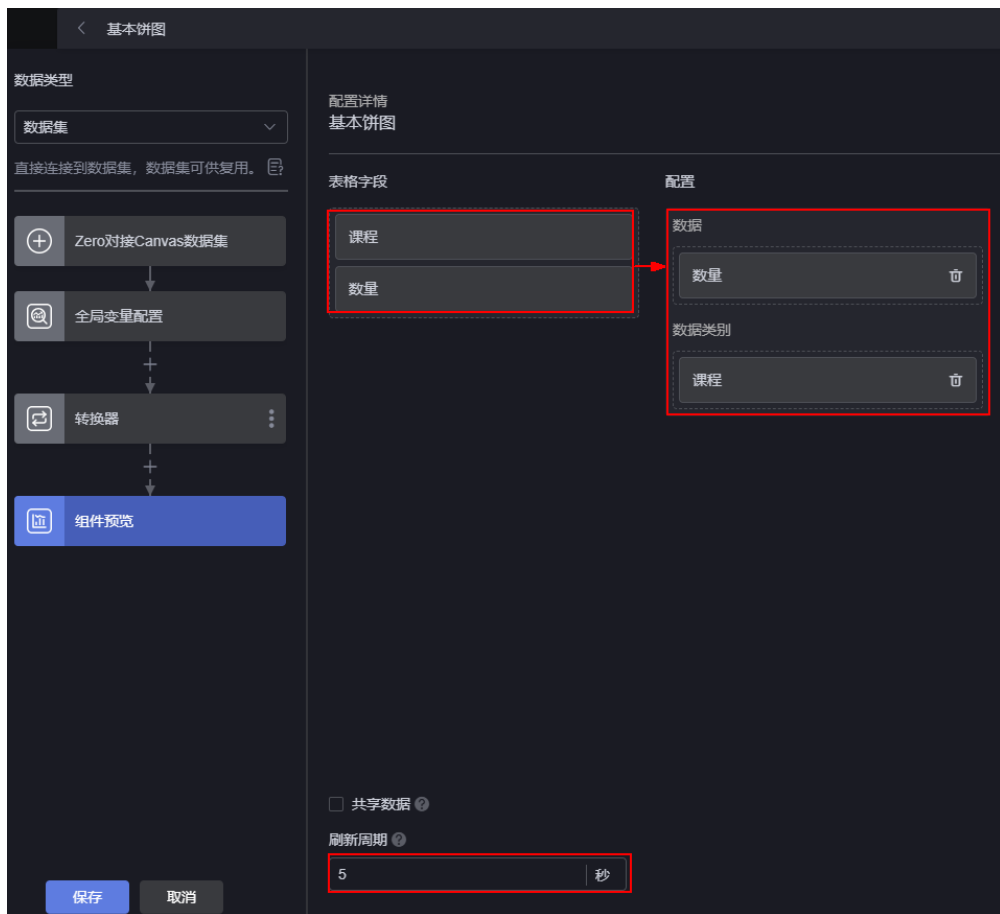 基本饼图
数据类型
数据集
直接连接到数据集，数据集可供复用。
Zero对接Canvas数据集
全局变量配置
转换器
组件预览
配置详情
基本饼图
表格字段
课程
数量
配置
数据
数量
数据类别
课程
共享数据
刷新周期
5 秒
保存 取消